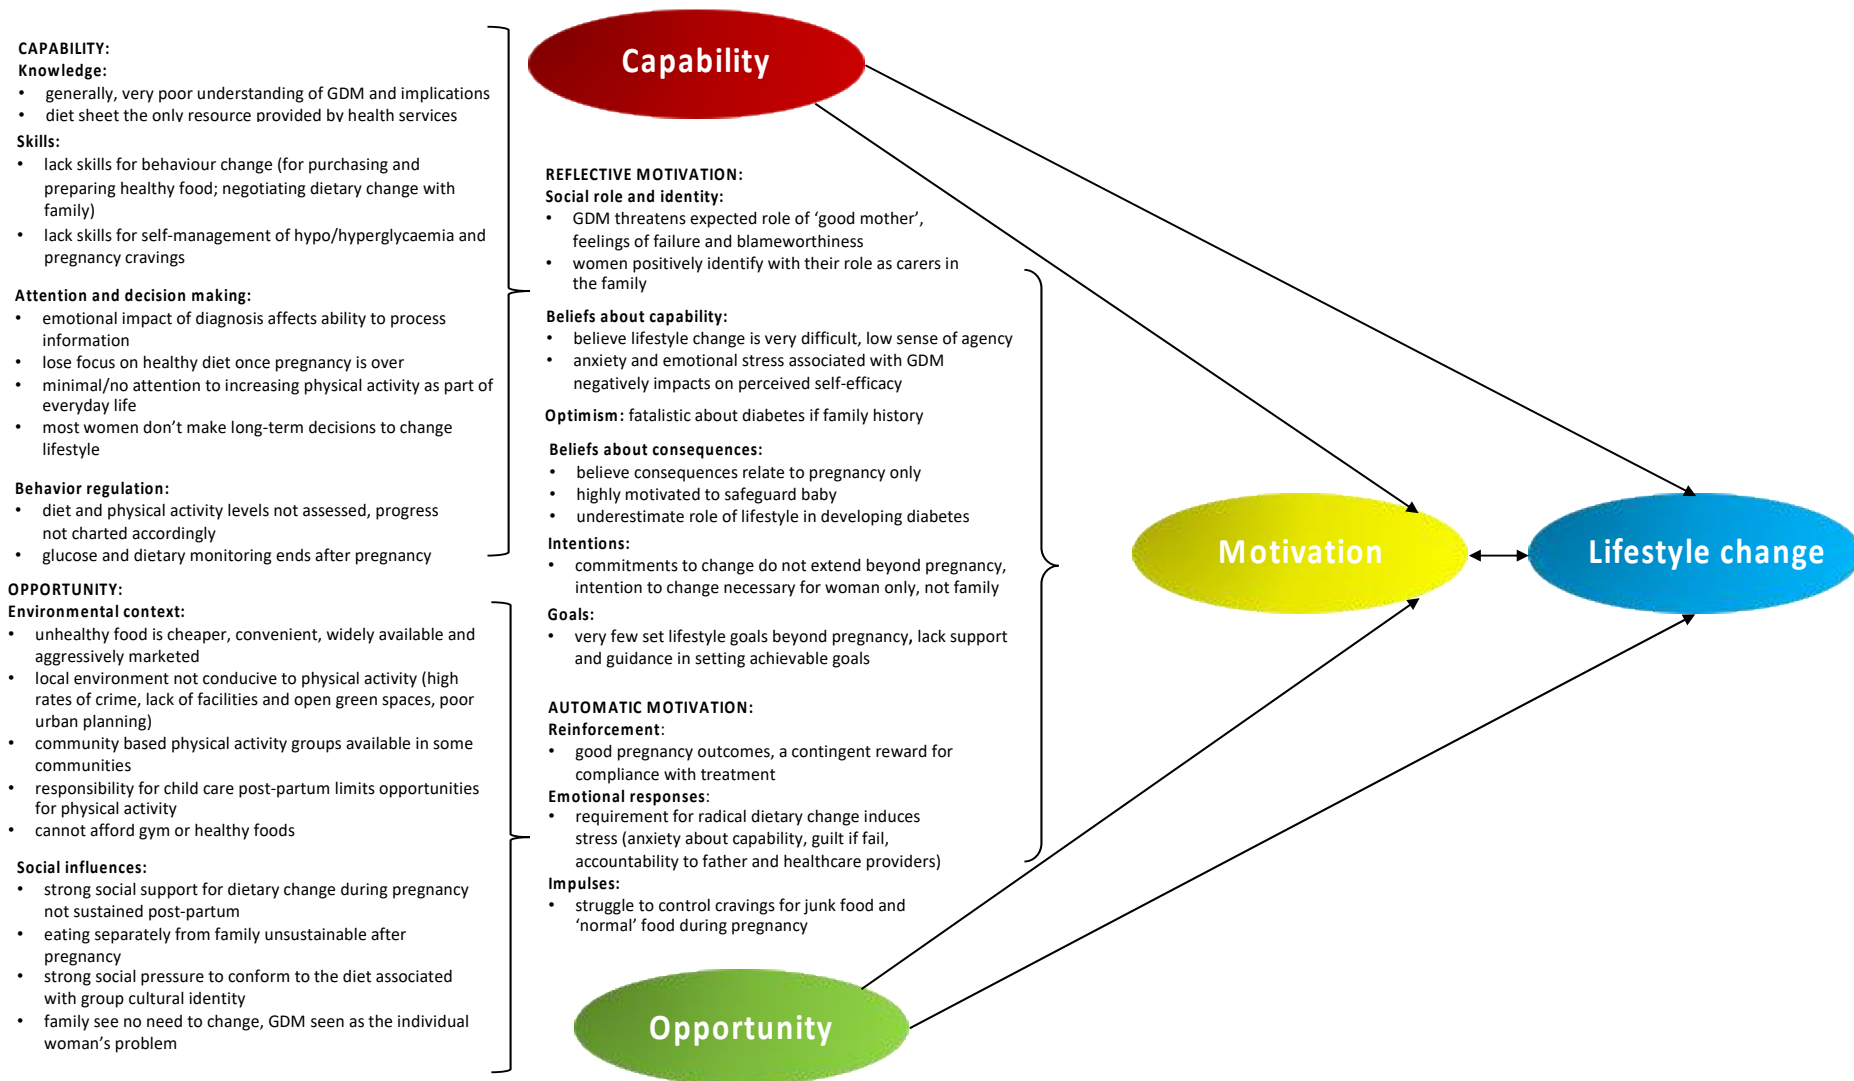 CAPABILITY:
Knowledge:
• generally, very poor understanding of GDM and implications
• diet sheet the only resource provided by health services
Skills:
• lack skills for behaviour change (for purchasing and
preparing healthy food; negotiating dietary change with
family)
• lack skills for self-management of hypo/hyperglycaemia and
pregnancy cravings
Attention and decision making:
• emotional impact of diagnosis affects ability to process
information
• lose focus on healthy diet once pregnancy is over
• minimal/no attention to increasing physical activity as part of
everyday life
• most women don’t make long-term decisions to change
lifestyle
Behavior regulation:
• diet and physical activity levels not assessed, progress
not charted accordingly
• glucose and dietary monitoring ends after pregnancy
OPPORTUNITY:
Environmental context:
• unhealthy food is cheaper, convenient, widely available and
aggressively marketed
• local environment not conducive to physical activity (high
rates of crime, lack of facilities and open green spaces, poor
urban planning)
• community based physical activity groups available in some
communities
• responsibility for child care post-partum limits opportunities
for physical activity
• cannot afford gym or healthy foods
Social influences:
• strong social support for dietary change during pregnancy
not sustained post-partum
• eating separately from family unsustainable after
pregnancy
• strong social pressure to conform to the diet associated
with group cultural identity
• family see no need to change, GDM seen as the individual
woman’s problem
Capability
REFLECTIVE MOTIVATION:
Social role and identity:
• GDM threatens expected role of ‘good mother’,
feelings of failure and blameworthiness
• women positively identify with their role as carers in
the family
Beliefs about capability:
• believe lifestyle change is very difficult, low sense of agency
• anxiety and emotional stress associated with GDM
negatively impacts on perceived self-efficacy
Optimism: fatalistic about diabetes if family history
Beliefs about consequences:
• believe consequences relate to pregnancy only
• highly motivated to safeguard baby
• underestimate role of lifestyle in developing diabetes
Intentions:
• commitments to change do not extend beyond pregnancy,
intention to change necessary for woman only, not family
Goals:
• very few set lifestyle goals beyond pregnancy, lack support
and guidance in setting achievable goals
AUTOMATIC MOTIVATION:
Reinforcement:
• good pregnancy outcomes, a contingent reward for
compliance with treatment
Emotional responses:
• requirement for radical dietary change induces
stress (anxiety about capability, guilt if fail,
accountability to father and healthcare providers)
Impulses:
• struggle to control cravings for junk food and
‘normal’ food during pregnancy
Opportunity
Motivation
Lifestyle change